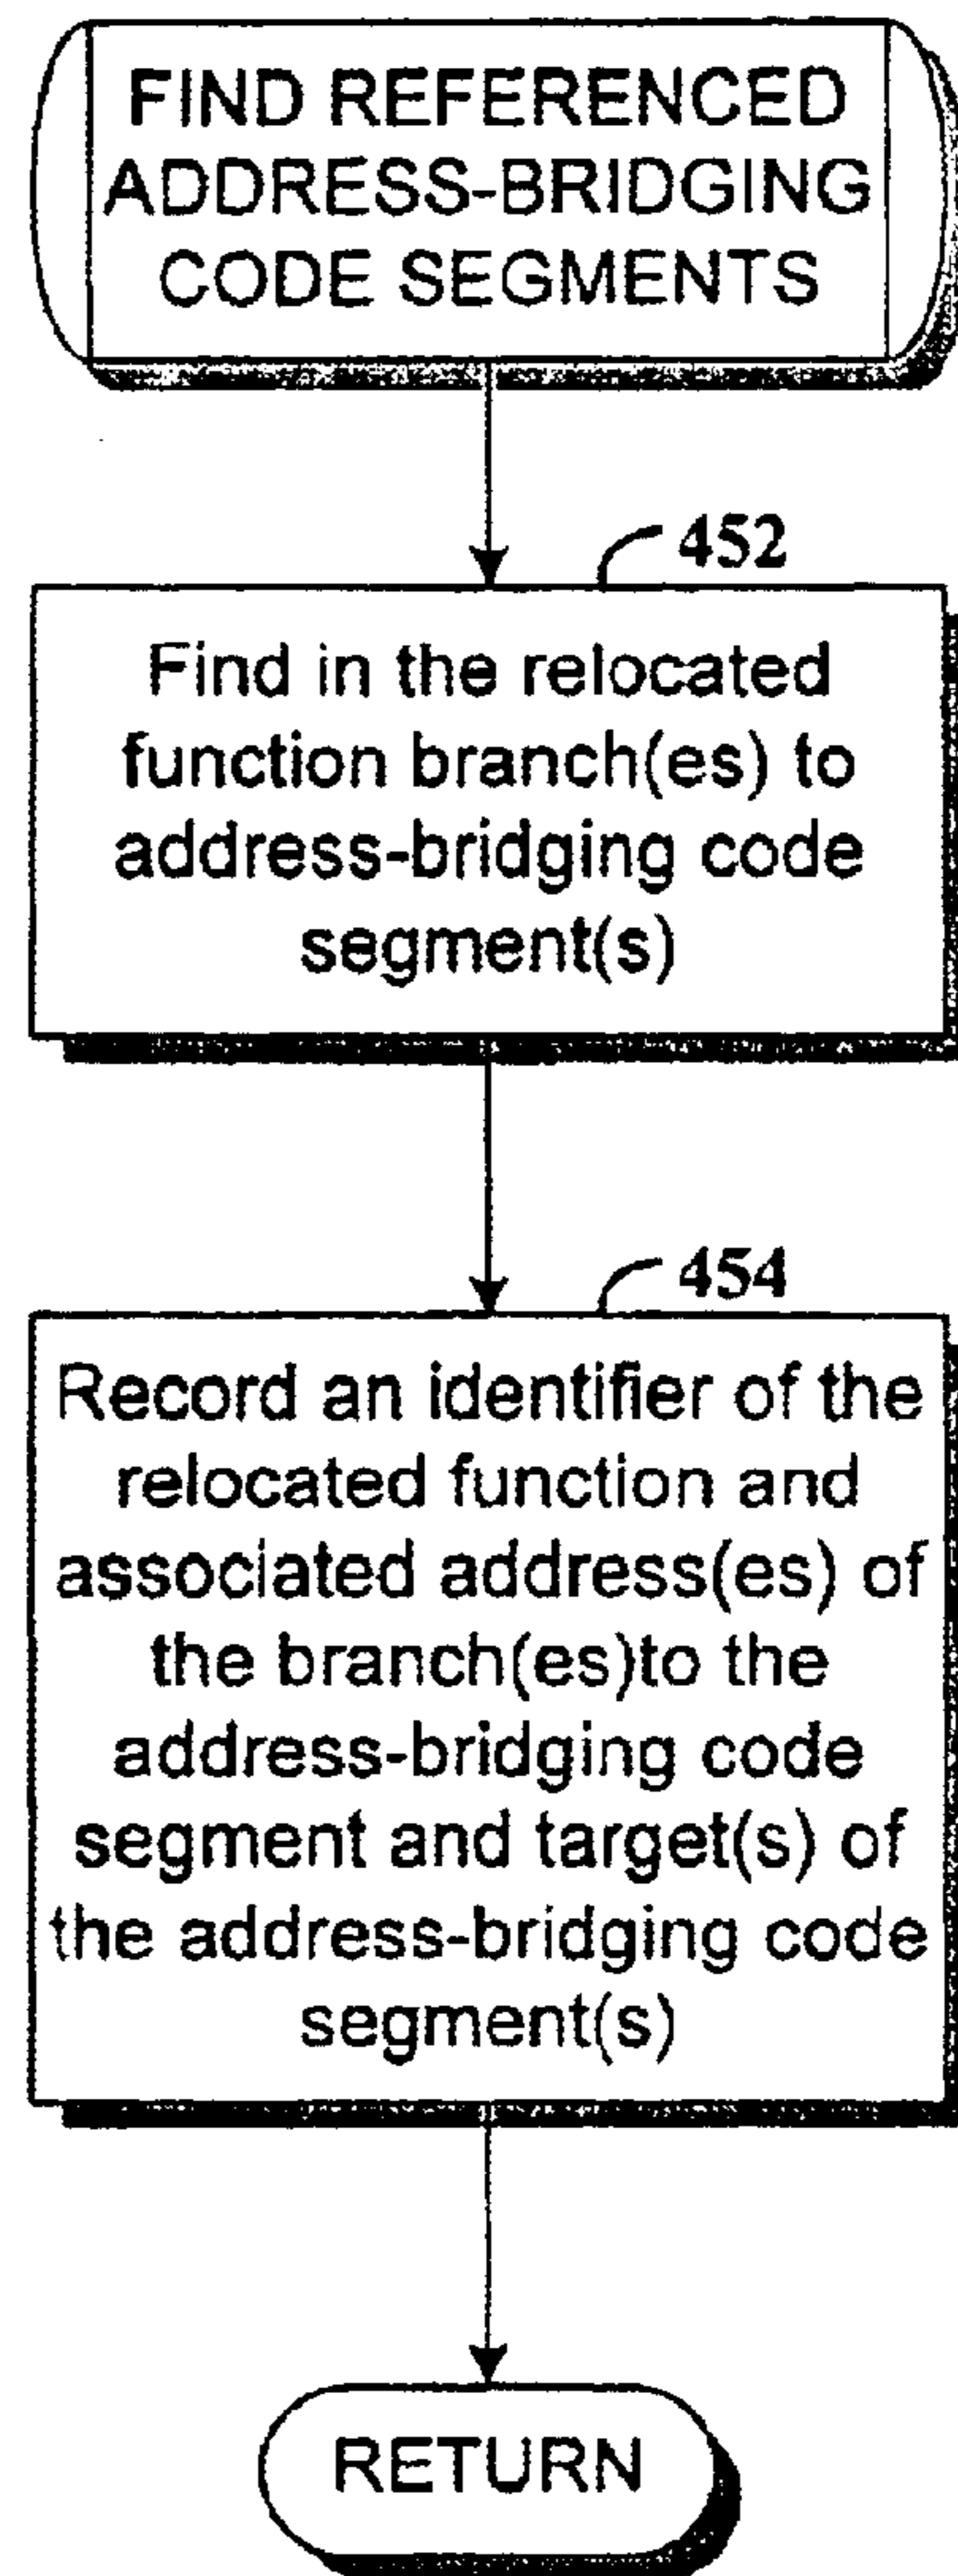 FIND REFERENCED
ADDRESS-BRIDGING
CODE SEGMENTS
452
Find in the relocated
function branch(es) to
address-bridging code
segment(s)
454
Record an identifier of the
relocated function and
associated address(es) of
the branch(es)to the
address-bridging code
segment and target(s) of
the address-bridging code
segment(s)
RETURN